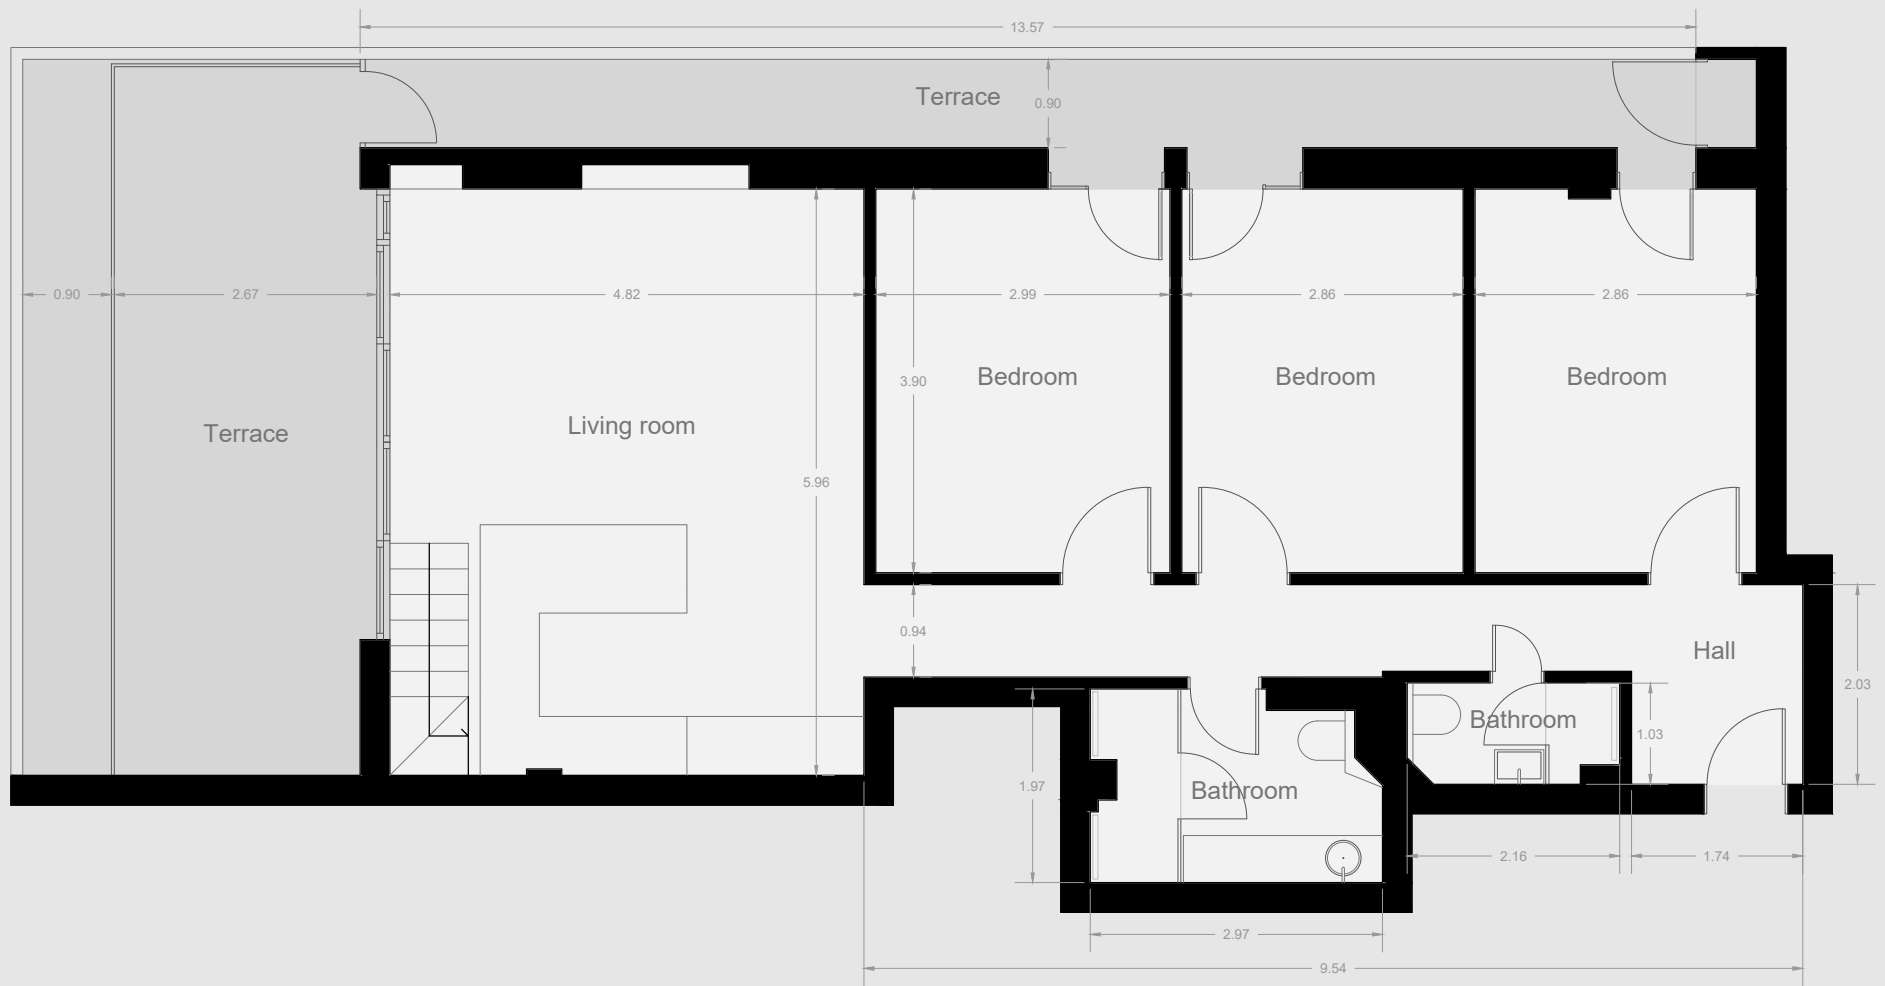 13.57
Terrace
0.90
0.90
2.67
4.82
2.99
2.86
2.86
3.90
Bedroom
Bedroom
Bedroom
Terrace
Living room
5.96
0.94
Hall
2.03
Bathroom
1.03
1.97
Bathroom
2.16
1.74
2.97
9.54